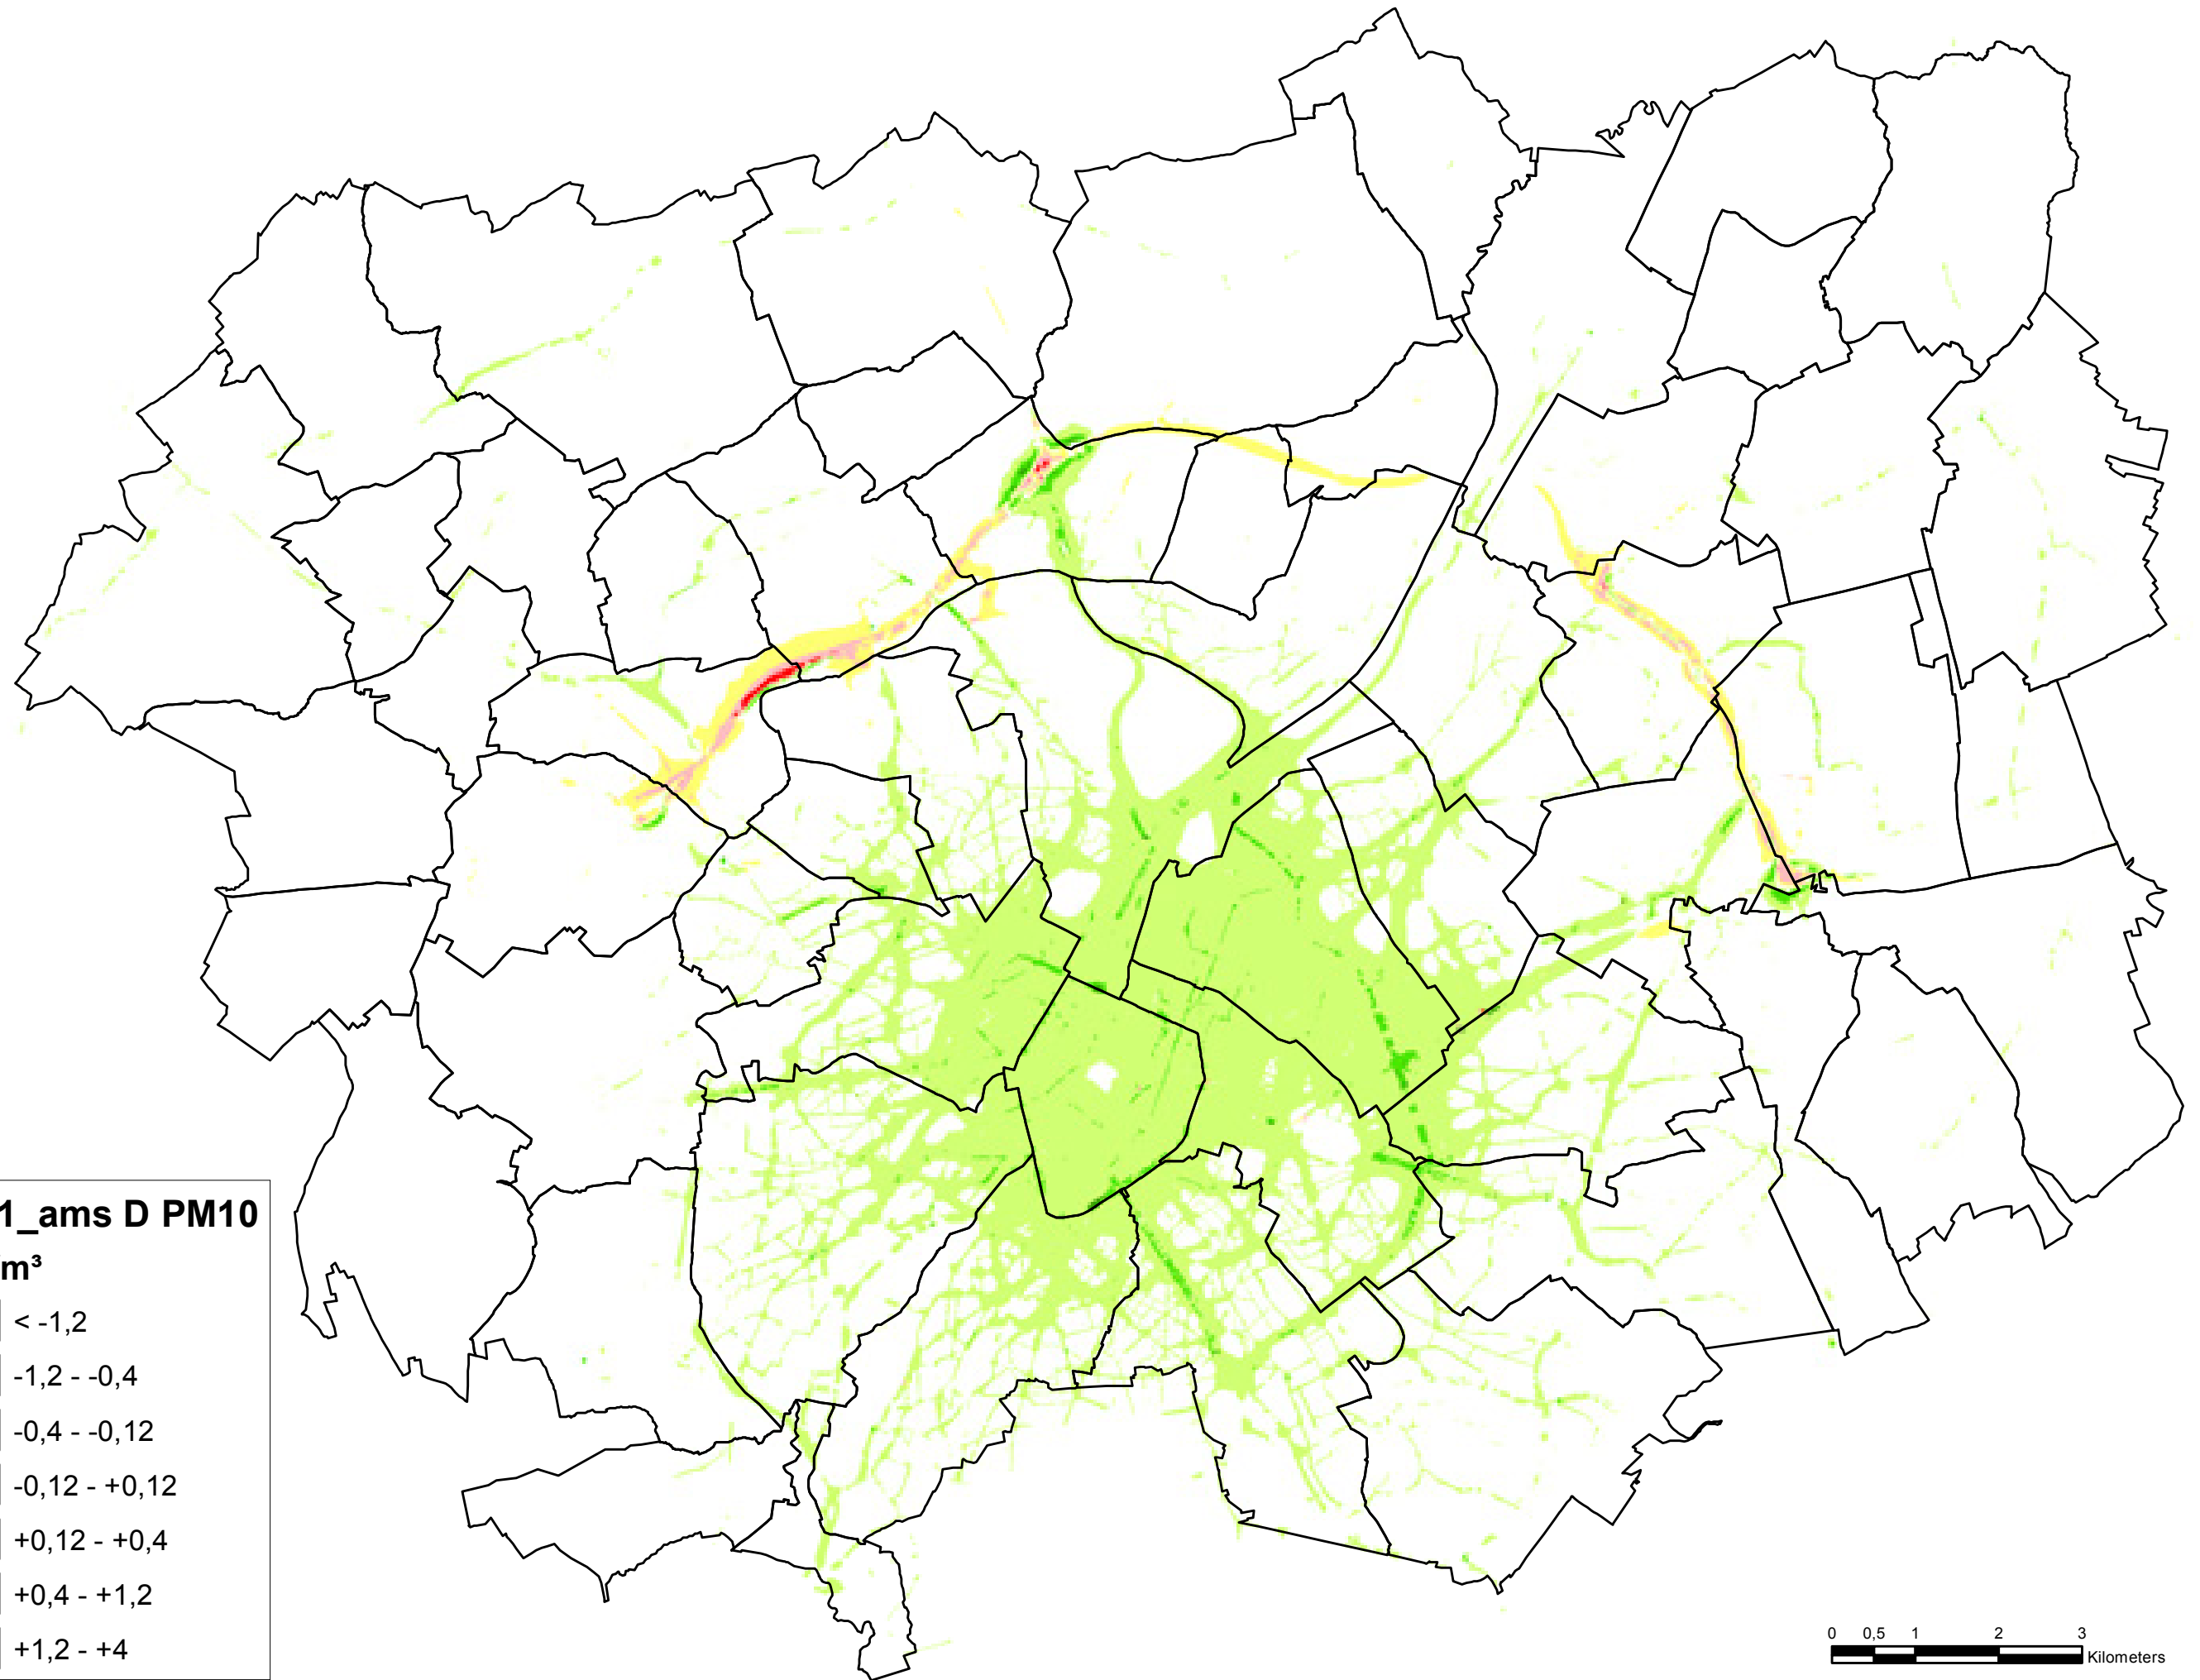 1_ams D PM10
m³
< -1,2
-1,2 - -0,4
-0,4 - -0,12
-0,12 - +0,12
+0,12 - +0,4
+0,4 - +1,2
+1,2 - +4
0 0,5 1 2 3
Kilometers